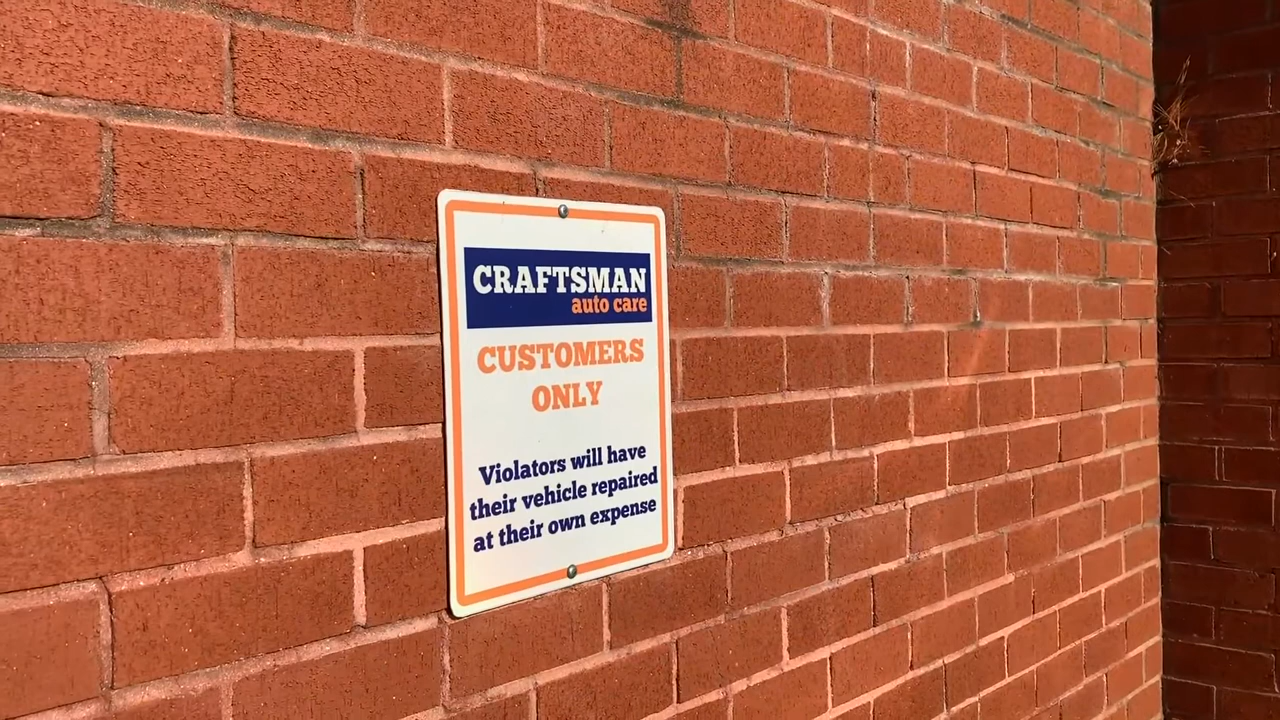 CRAFTSMAN
auto care
CUSTOMERS
ONLY
Violators will have
their vehicle repaired
at their own expense